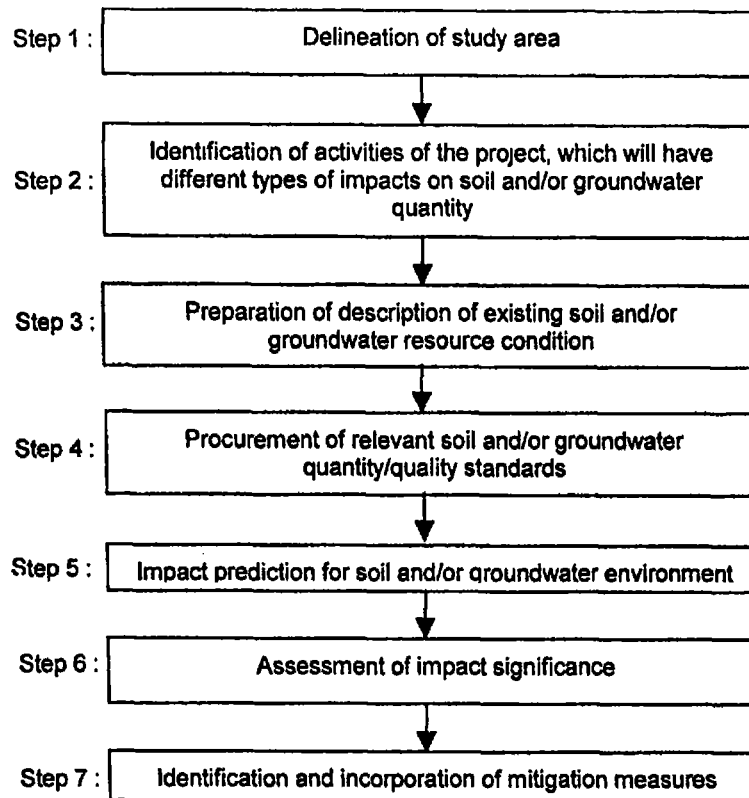 Step 1 : Delineation of study area
Identification of activities of the project, which will have
Step 2 : different types of impacts on soil and/or groundwater
quantity
Step 3 : Preparation of description of existing soil and/or
groundwater resource condition
Step 4 : Procurement of relevant soil and/or groundwater
quantity/quality standards
Step 5 : Impact prediction for soil and/or groundwater environment
Step 6 : Assessment of impact significance
Step 7 : Identification and incorporation of mitigation measures